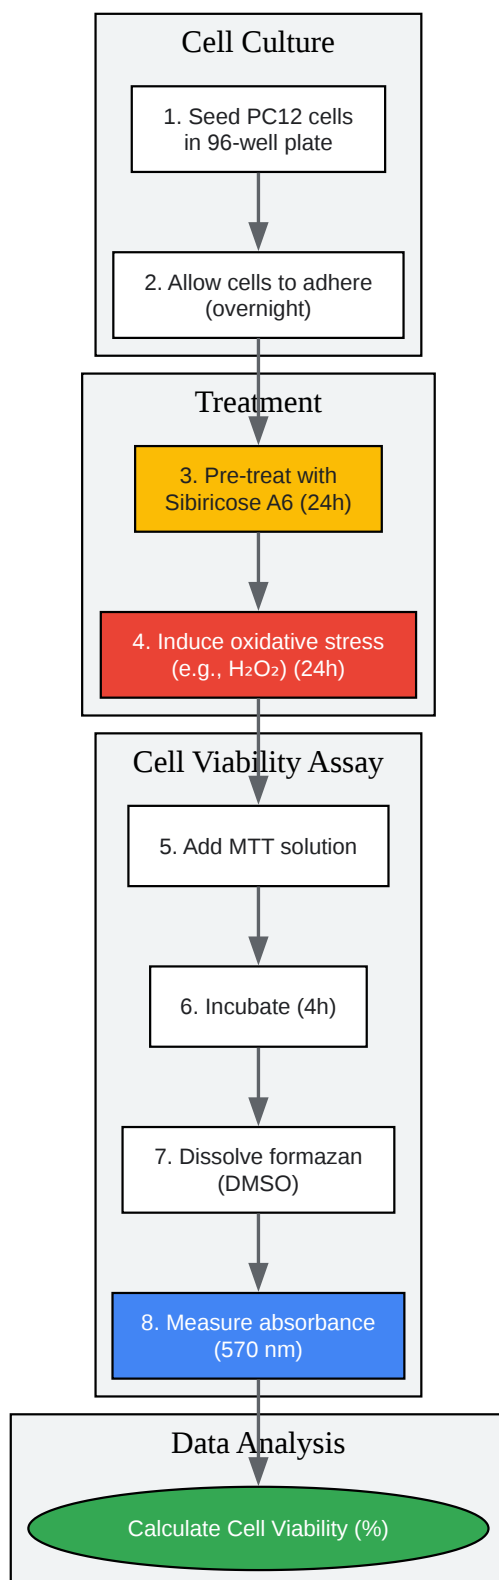 Cell Culture
1. Seed PC12 cells
in 96-well plate
2. Allow cells to adhere
(overnight)
Treatment
3. Pre-treat with
Sibiricose A6 (24h)
4. Induce oxidative stress
(e.g., H₂O₂) (24h)
Cell Viability Assay
5. Add MTT solution
6. Incubate (4h)
7. Dissolve formazan
(DMSO)
8. Measure absorbance
(570 nm)
Data Analysis
Calculate Cell Viability (%)